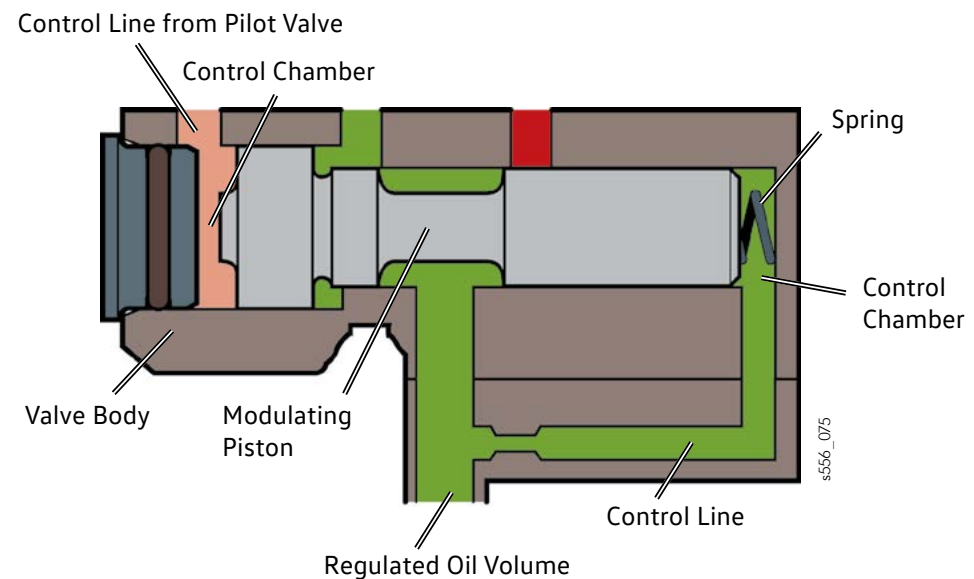 Control Line from Pilot Valve
Control Chamber
Spring
Control
Chamber
Valve Body
Modulating
Piston
s556_075
Control Line
Regulated Oil Volume